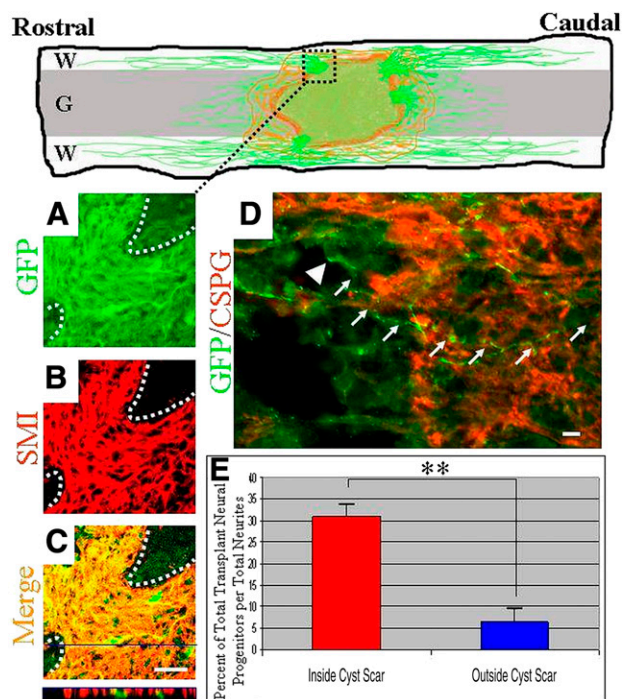 Rostral
Caudal
W
G
W
A
GFP
B
SMI
C
Merge
D
GFP/CSPG
E
Percent of Total Transplant Neural
Progenitors per Total Neurites
40
35
30
25
20
15
10
5
0
**
Inside Cyst Scar
Outside Cyst Scar